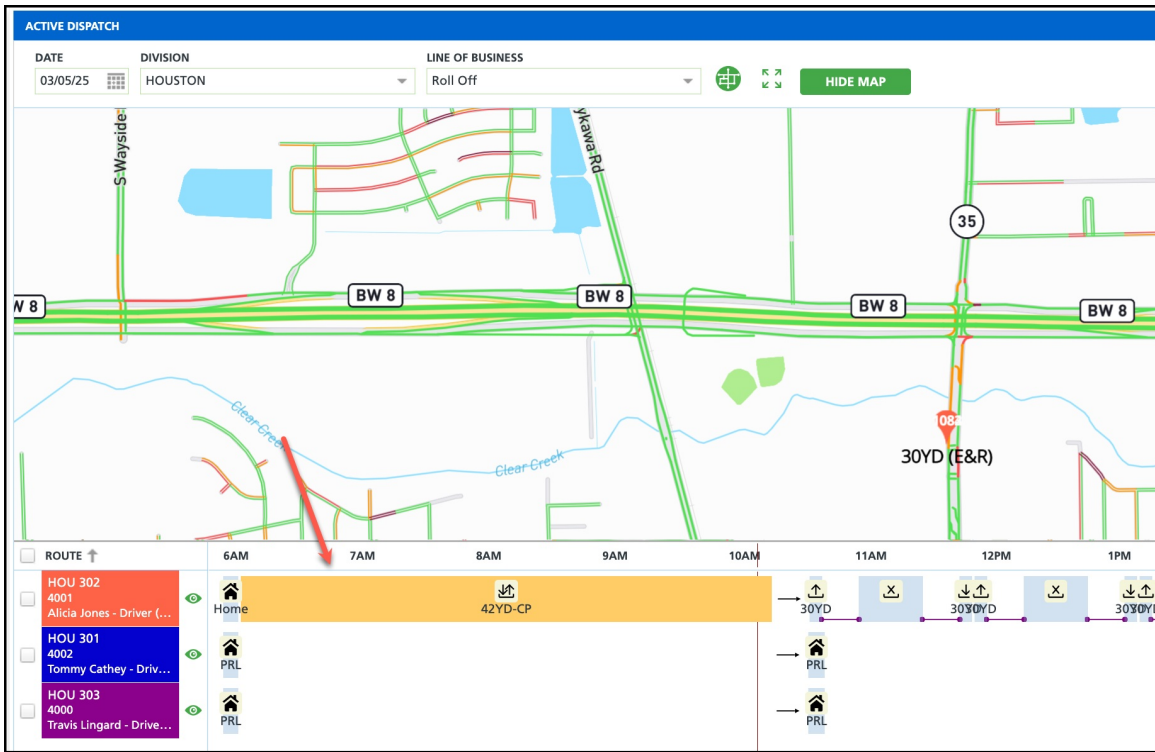 ACTIVE DISPATCH
DATE DIVISION LINE OF BUSINESS
03/05/25 HOUSTON Roll Off HIDE MAP
S Wayside
ykawa Rd
35
W 8 BW 8 BW 8 BW 8 BW 8
Clear Creek
Clear Creek
30YD (E&R)
ROUTE 6AM 7AM 8AM 9AM 10AM 11AM 12PM 1PM
HOU 302
4001
Alicia Jones - Driver (...
Home 42YD-CP 30YD 30YD 30YD 30YD
HOU 301
4002
Tommy Cathey - Driv...
PRL PRL
HOU 303
4000
Travis Lingard - Drive...
PRL PRL